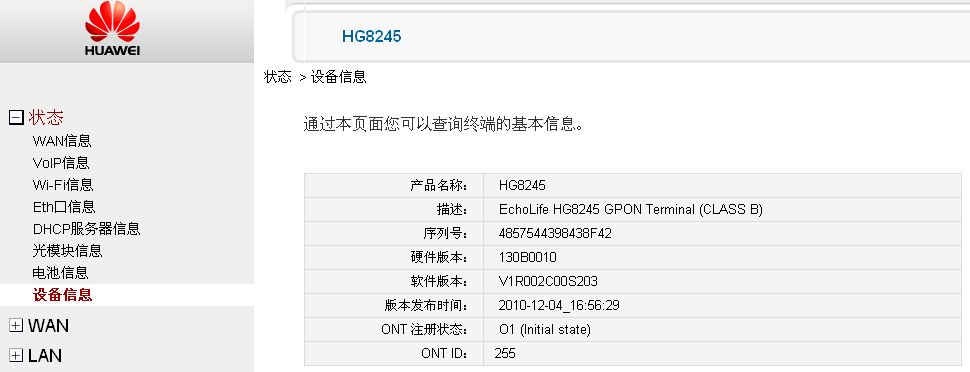 HUAWEI
HG8245
状态 > 设备信息
状态
WAN信息
VoIP信息
Wi-Fi信息
Eth口信息
DHCP服务器信息
光模块信息
电池信息
设备信息
WAN
LAN
通过本页面您可以查询终端的基本信息。
产品名称： HG8245
描述： EchoLife HG8245 GPON Terminal (CLASS B)
序列号： 4857544398438F42
硬件版本： 130B0010
软件版本： V1R002C00S203
版本发布时间： 2010-12-04_16:56:29
ONT 注册状态： O1 (Initial state)
ONT ID： 255